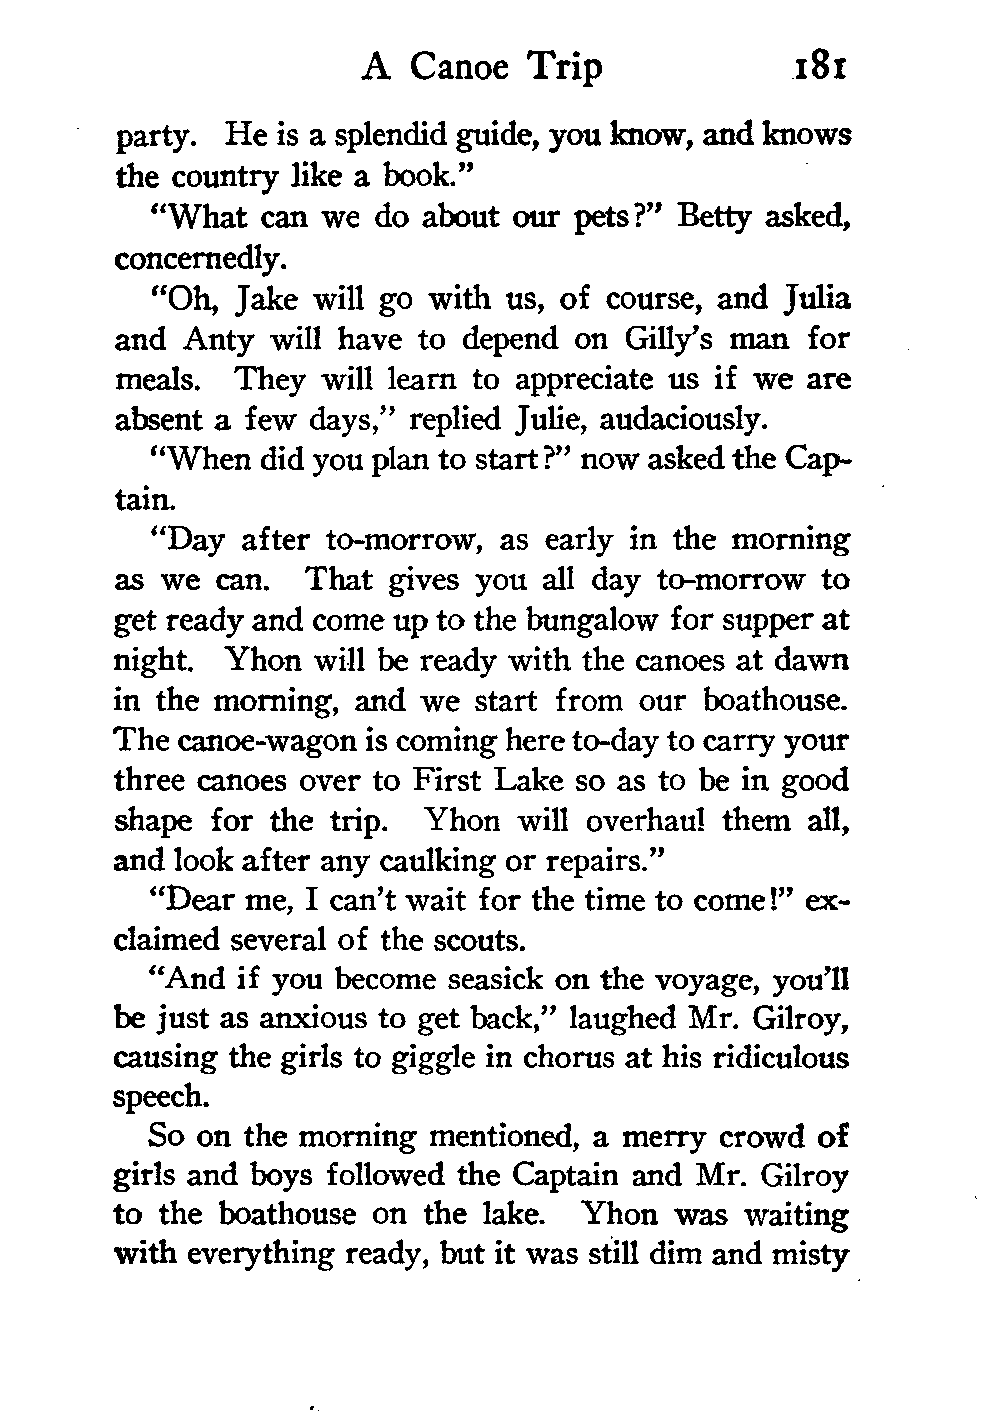 A Canoe Trip 181
party. He is a splendid guide, you know, and knows
the country like a book.”
“What can we do about our pets?” Betty asked,
concernedly.
“Oh, Jake will go with us, of course, and Julia
and Anty will have to depend on Gilly’s man for
meals. They will learn to appreciate us if we are
absent a few days,” replied Julie, audaciously.
“When did you plan to start?” now asked the Cap-
tain.
“Day after to-morrow, as early in the morning
as we can. That gives you all day to-morrow to
get ready and come up to the bungalow for supper at
night. Yhon will be ready with the canoes at dawn
in the morning, and we start from our boathouse.
The canoe-wagon is coming here to-day to carry your
three canoes over to First Lake so as to be in good
shape for the trip. Yhon will overhaul them all,
and look after any caulking or repairs.”
“Dear me, I can’t wait for the time to come!” ex-
claimed several of the scouts.
“And if you become seasick on the voyage, you’ll
be just as anxious to get back,” laughed Mr. Gilroy,
causing the girls to giggle in chorus at his ridiculous
speech.
So on the morning mentioned, a merry crowd of
girls and boys followed the Captain and Mr. Gilroy
to the boathouse on the lake. Yhon was waiting
with everything ready, but it was still dim and misty